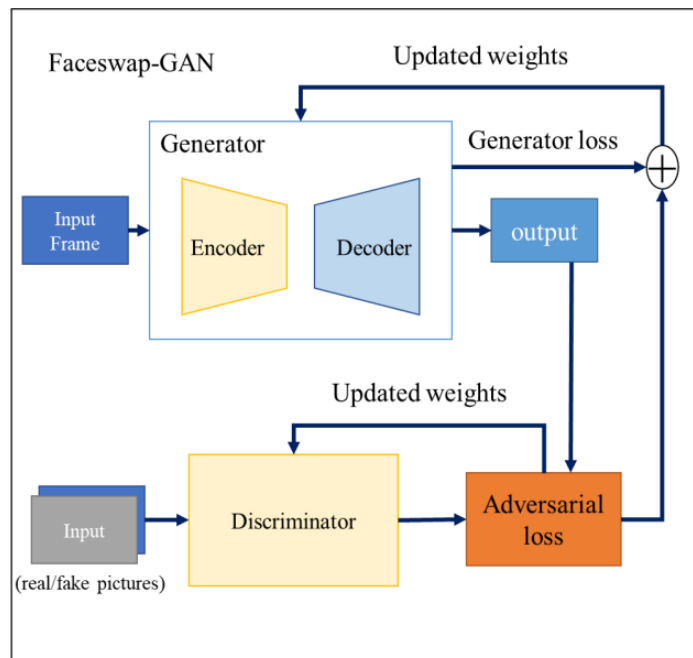 Faceswap-GAN
Updated weights
Generator
Generator loss
+
Input
Frame
Encoder
Decoder
output
Updated weights
Input
Discriminator
Adversarial
loss
(real/fake pictures)